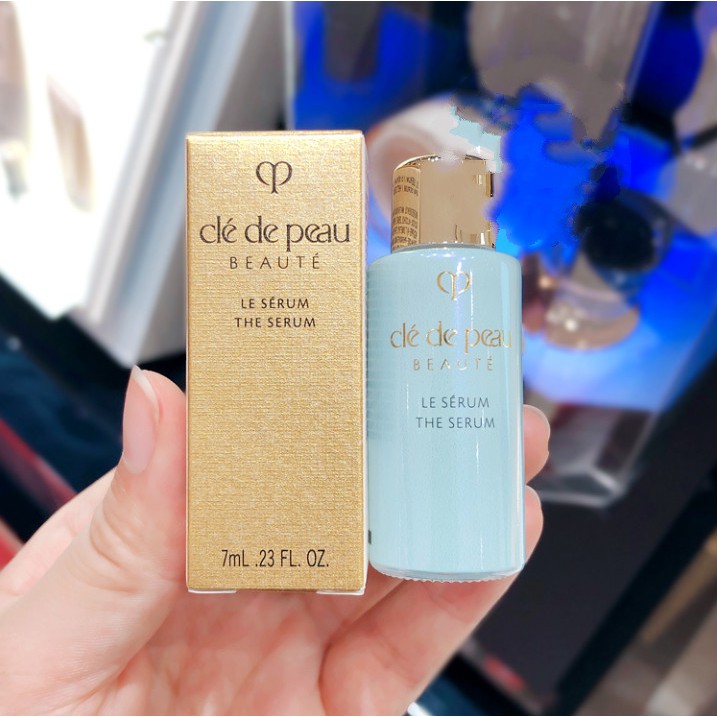 clé de peau
BEAUTÉ
LE SÉRUM
THE SERUM
7mL .23 FL. OZ.
clé de peau
BEAUTÉ
LE SÉRUM
THE SERUM